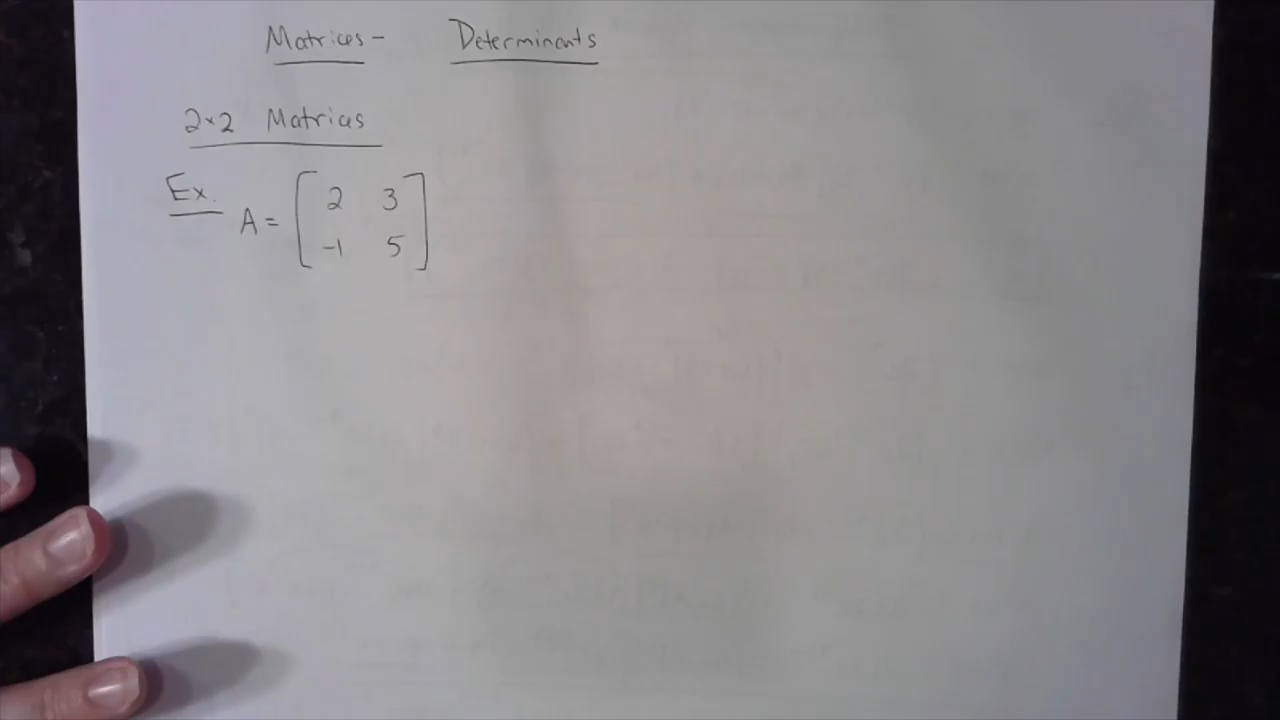 Matrices - Determinants
2×2 Matrices
Ex. A = [ 2 3
-1 5 ]